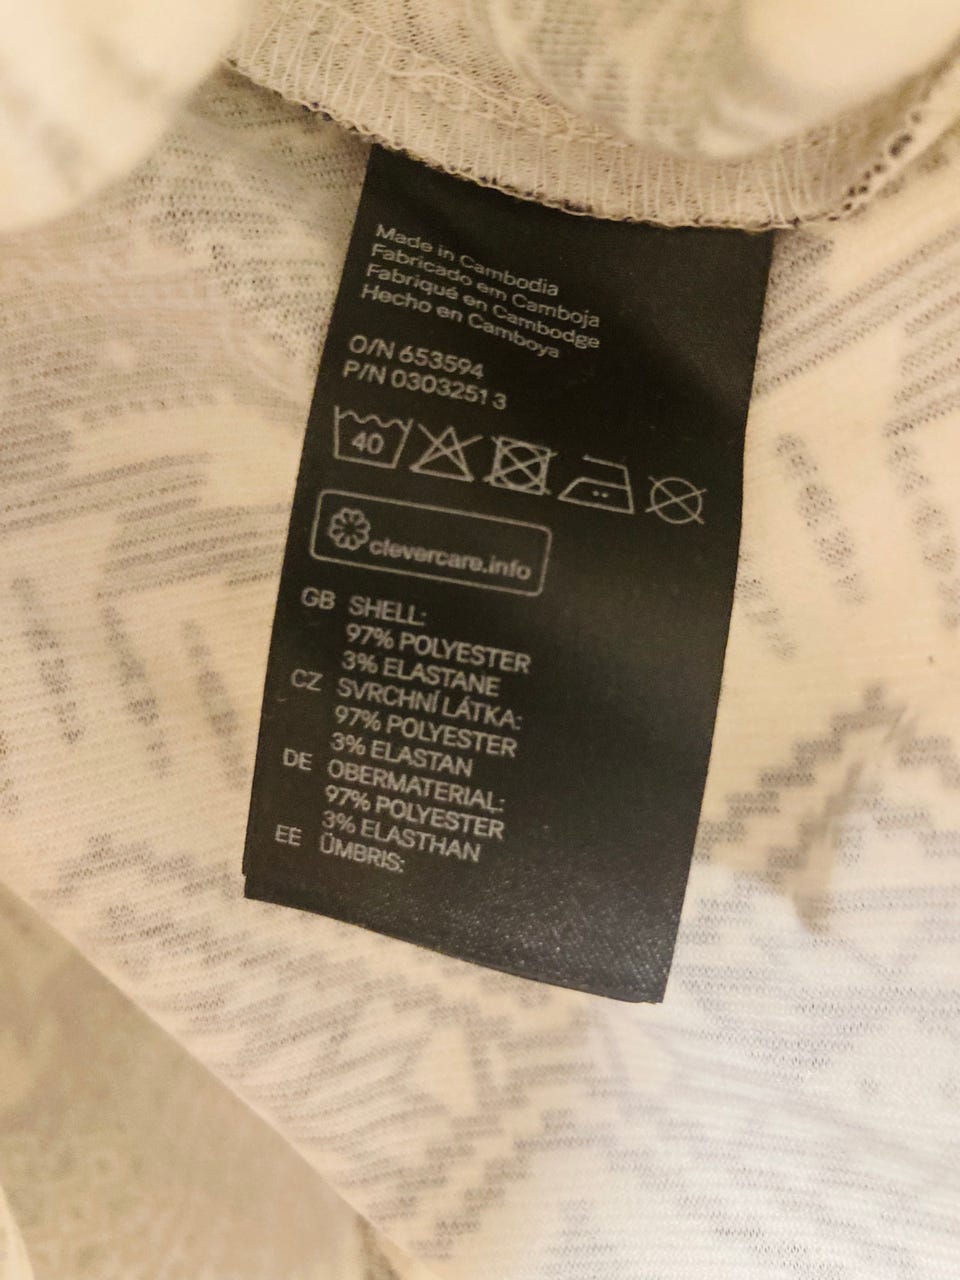 Made in Cambodia
Fabricado em Camboja
Fabriqué en Cambodge
Hecho en Camboya
O/N 653594
P/N 03032513
40
clevercare.info
GB SHELL:
97% POLYESTER
3% ELASTANE
CZ SVRCHNÍ LÁTKA:
97% POLYESTER
3% ELASTAN
DE OBERMATERIAL:
97% POLYESTER
3% ELASTHAN
EE ÜMBRIS: